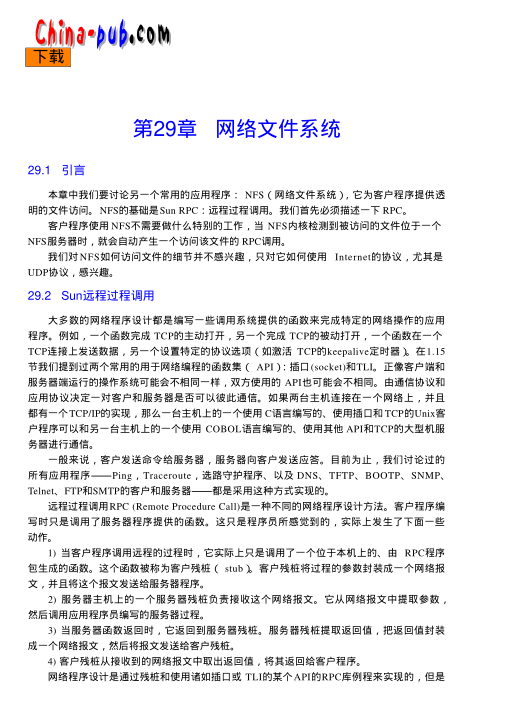 China-pub.com
下载
第29章 网络文件系统
29.1 引言
本章中我们要讨论另一个常用的应用程序：NFS（网络文件系统），它为客户程序提供透
明的文件访问。NFS的基础是Sun RPC：远程过程调用。我们首先必须描述一下RPC。
客户程序使用NFS不需要做什么特别的工作，当NFS内核检测到被访问的文件位于一个
NFS服务器时，就会自动产生一个访问该文件的RPC调用。
我们对NFS如何访问文件的细节并不感兴趣，只对它如何使用Internet的协议，尤其是
UDP协议，感兴趣。
29.2 Sun远程过程调用
大多数的网络程序设计都是编写一些调用系统提供的函数来完成特定的网络操作的应用
程序。例如，一个函数完成TCP的主动打开，另一个完成TCP的被动打开，一个函数在一个
TCP连接上发送数据，另一个设置特定的协议选项（如激活TCP的keepalive定时器）。在1.15
节我们提到过两个常用的用于网络编程的函数集（API）：插口(socket)和TLI。正像客户端和
服务器端运行的操作系统可能会不相同一样，双方使用的API也可能会不相同。由通信协议和
应用协议决定一对客户和服务器是否可以彼此通信。如果两台主机连接在一个网络上，并且
都有一个TCP/IP的实现，那么一台主机上的一个使用C语言编写的、使用插口和TCP的Unix客
户程序可以和另一台主机上的一个使用COBOL语言编写的、使用其他API和TCP的大型机服
务器进行通信。
一般来说，客户发送命令给服务器，服务器向客户发送应答。目前为止，我们讨论过的
所有应用程序——Ping，Traceroute，选路守护程序、以及DNS、TFTP、BOOTP、SNMP、
Telnet、FTP和SMTP的客户和服务器——都是采用这种方式实现的。
远程过程调用RPC (Remote Procedure Call)是一种不同的网络程序设计方法。客户程序编
写时只是调用了服务器程序提供的函数。这只是程序员所感觉到的，实际上发生了下面一些
动作。
1) 当客户程序调用远程的过程时，它实际上只是调用了一个位于本机上的、由RPC程序
包生成的函数。这个函数被称为客户残桩（stub）。客户残桩将过程的参数封装成一个网络报
文，并且将这个报文发送给服务器程序。
2) 服务器主机上的一个服务器残桩负责接收这个网络报文。它从网络报文中提取参数，
然后调用应用程序员编写的服务器过程。
3) 当服务器函数返回时，它返回到服务器残桩。服务器残桩提取返回值，把返回值封装
成一个网络报文，然后将报文发送给客户残桩。
4) 客户残桩从接收到的网络报文中取出返回值，将其返回给客户程序。
网络程序设计是通过残桩和使用诸如插口或TLI的某个API的RPC库例程来实现的，但是